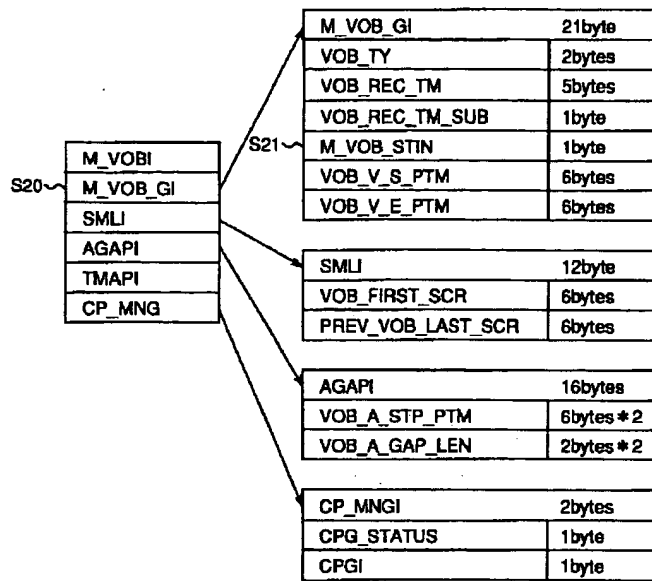 M_VOB_GI 21byte
VOB_TY 2bytes
VOB_REC_TM 5bytes
VOB_REC_TM_SUB 1byte
S21 M_VOB_STIN 1byte
VOB_V_S_PTM 6bytes
VOB_V_E_PTM 6bytes
M_VOBI
S20 M_VOB_GI
SMLI
AGAPI
TMAPI
CP_MNG
SMLI 12byte
VOB_FIRST_SCR 6bytes
PREV_VOB_LAST_SCR 6bytes
AGAPI 16bytes
VOB_A_STP_PTM 6bytes*2
VOB_A_GAP_LEN 2bytes*2
CP_MNGI 2bytes
CPG_STATUS 1byte
CPGI 1byte